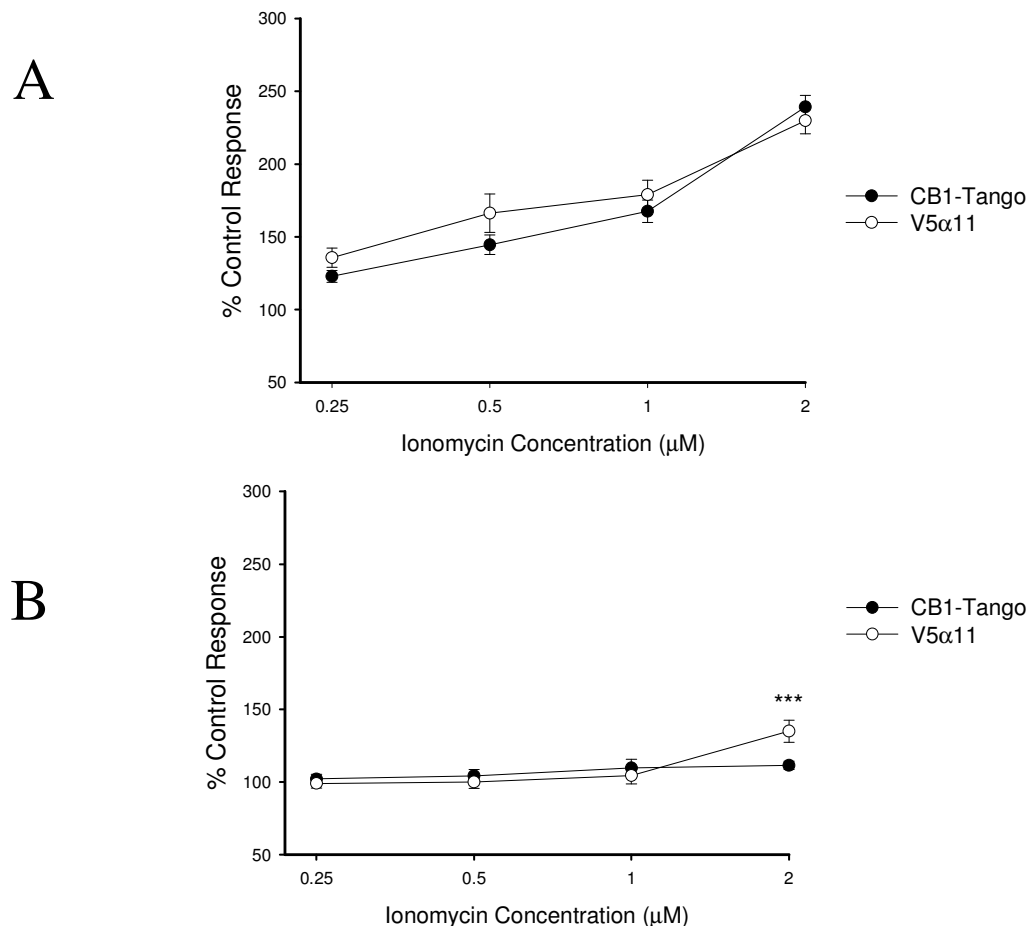 A
% Control Response
300
250
200
150
100
50
0.25
0.5
1
2
Ionomycin Concentration (μM)
CB1-Tango
V5α11
B
% Control Response
300
250
200
150
100
50
0.25
0.5
1
2
Ionomycin Concentration (μM)
***
CB1-Tango
V5α11